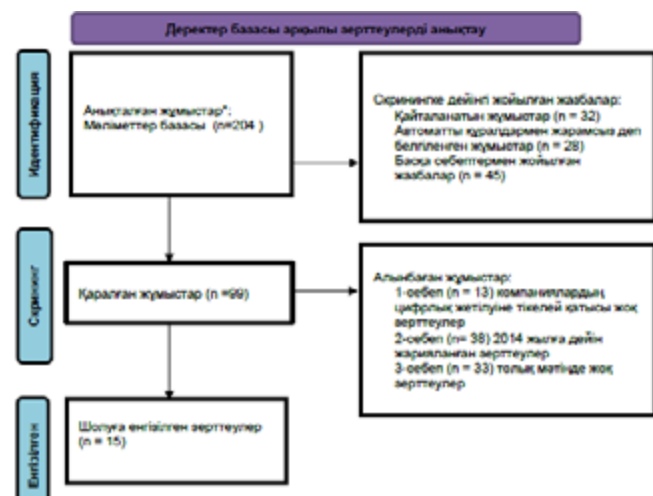 Деректер базасы арқылы зерттеулерді анықтау
Идентификация
Анықталған жұмыстар*:
Мәліметтер базасы (n=204 )
Скринингке дейінгі жойылған жазбалар:
Қайталанатын жұмыстар (n = 32)
Автоматты құралдармен жарамсыз деп
белгіленген жұмыстар (n = 28)
Басқа себептермен жойылған
жазбалар (n = 45)
Скрининг
Қаралған жұмыстар (n =99)
Алынбаған жұмыстар:
1-себеп (n = 13) компаниялардың
цифрлық жетілуіне тікелей қатысы жоқ
зерттеулер
2-себеп (n= 38) 2014 жылға дейін
жарияланған зерттеулер
3-себеп (n = 33) толық мәтінде жоқ
зерттеулер
Енгізілген
Шолуға енгізілген зерттеулер
(n = 15)